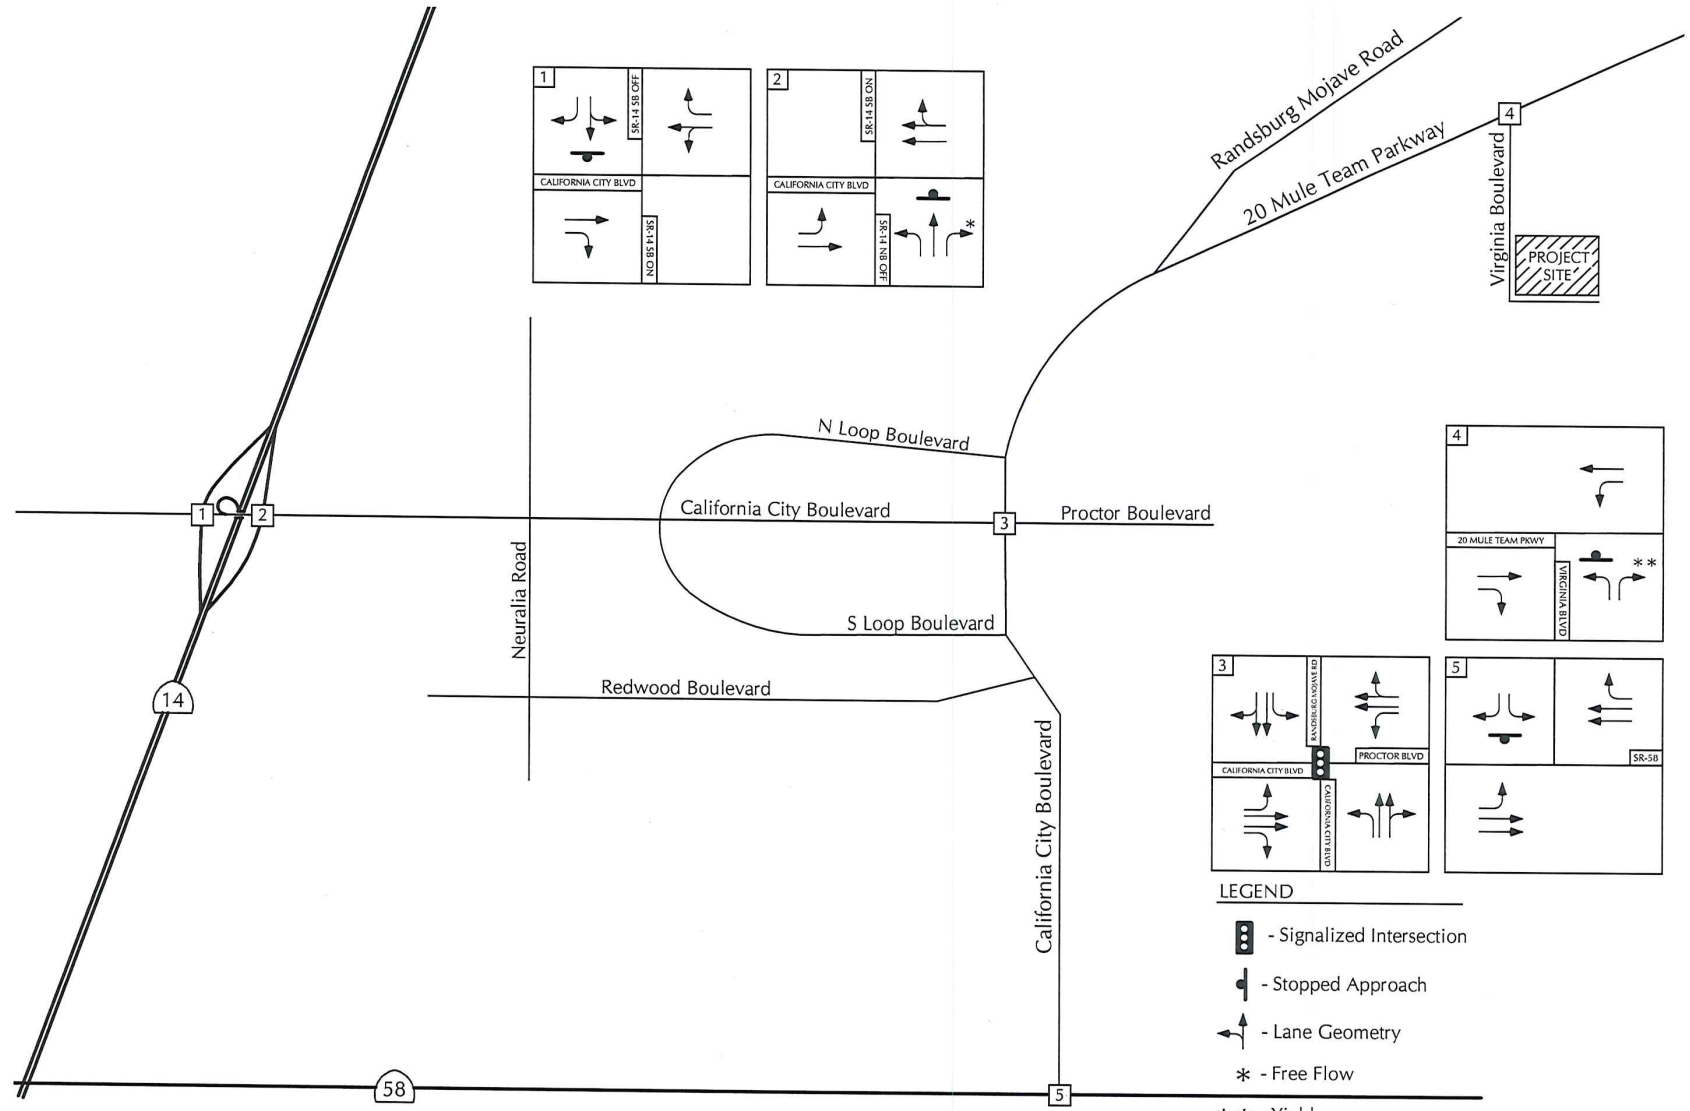 1
SR-14 SB OFF
CALIFORNIA CITY BLVD
SR-14 SB ON
2
SR-14 SB ON
CALIFORNIA CITY BLVD
SR-14 NB OFF
*
Randsburg Mojave Road
20 Mule Team Parkway
4
Virginia Boulevard
PROJECT
SITE
N Loop Boulevard
1
2
California City Boulevard
3
Proctor Boulevard
Neuralia Road
S Loop Boulevard
14
Redwood Boulevard
California City Boulevard
58
5
4
20 MULE TEAM PKWY
VIRGINIA BLVD
**
3
RANDSBURG MOJAVE RD
PROCTOR BLVD
CALIFORNIA CITY BLVD
CALIFORNIA CITY BLVD
5
SR-58
LEGEND
- Signalized Intersection
- Stopped Approach
- Lane Geometry
* - Free Flow